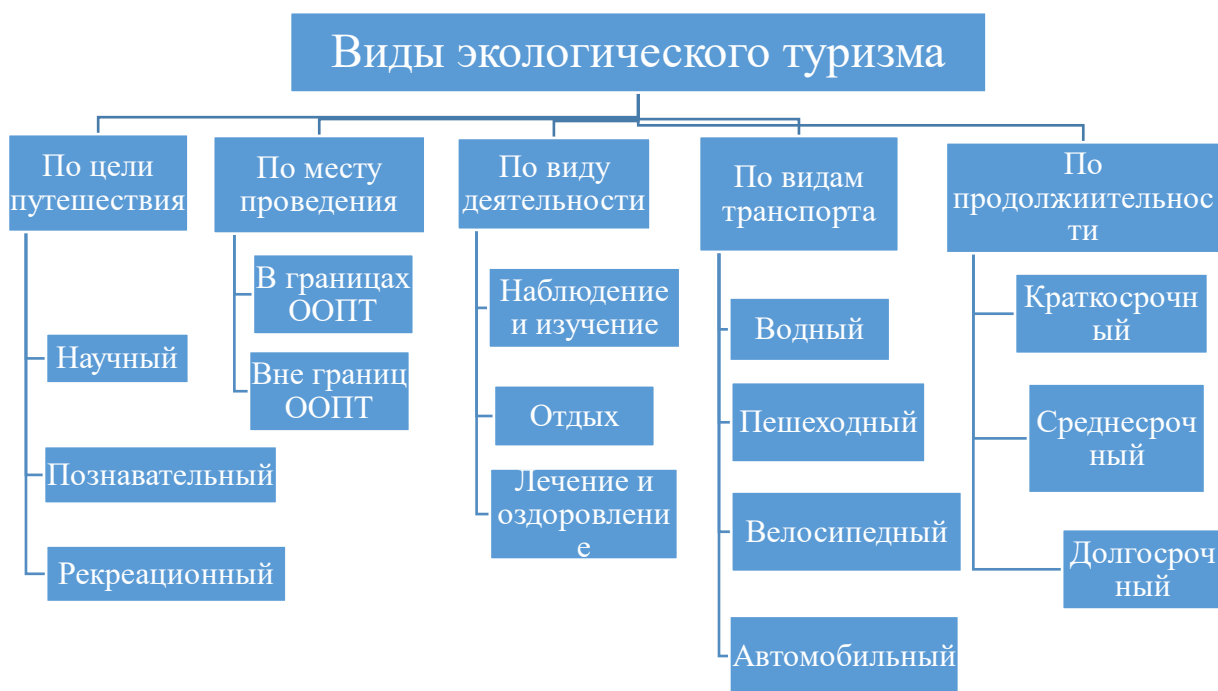 Виды экологического туризма
По цели
путешествия
Научный
Познавательный
Рекреационный
По месту
проведения
В границах
ООПТ
Вне границ
ООПТ
По виду
деятельности
Наблюдение
и изучение
Отдых
Лечение и
оздоровлени
е
По видам
транспорта
Водный
Пешеходный
Велосипедный
Автомобильный
По
продолжиительнос
ти
Краткосрочн
ый
Среднесроч
ный
Долгосроч
ный